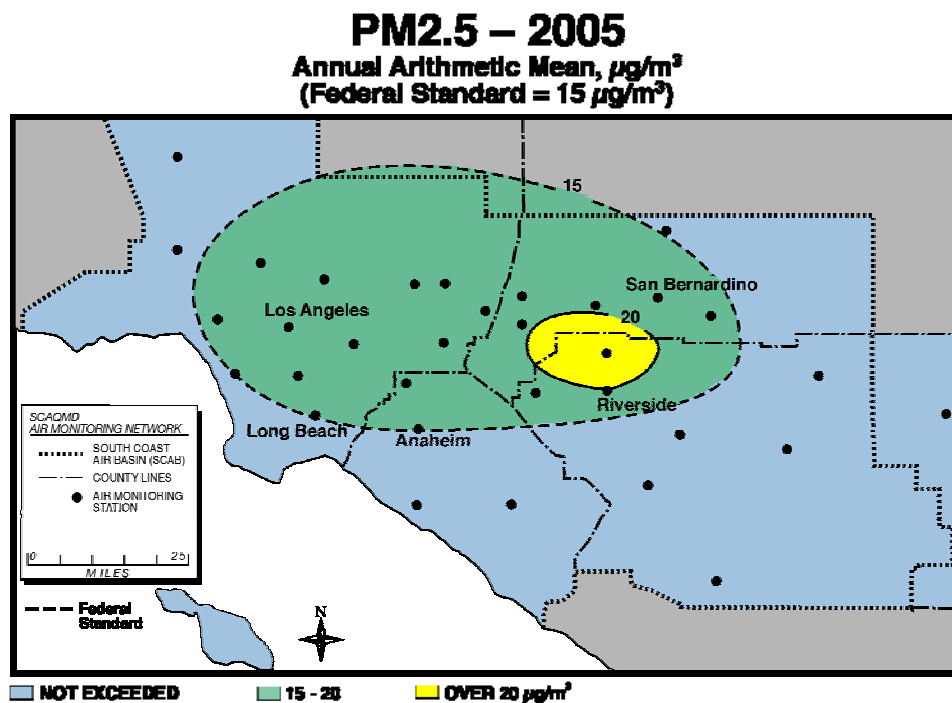 PM2.5 – 2005
Annual Arithmetic Mean, µg/m³
(Federal Standard = 15 µg/m³)
15
San Bernardino
Los Angeles
20
Riverside
Long Beach
Anaheim
SCAQMD
AIR MONITORING NETWORK
SOUTH COAST
AIR BASIN (SCAB)
COUNTY LINES
AIR MONITORING
STATION
0 25
MILES
Federal
Standard
N
NOT EXCEEDED
15 - 20
OVER 20 µg/m³